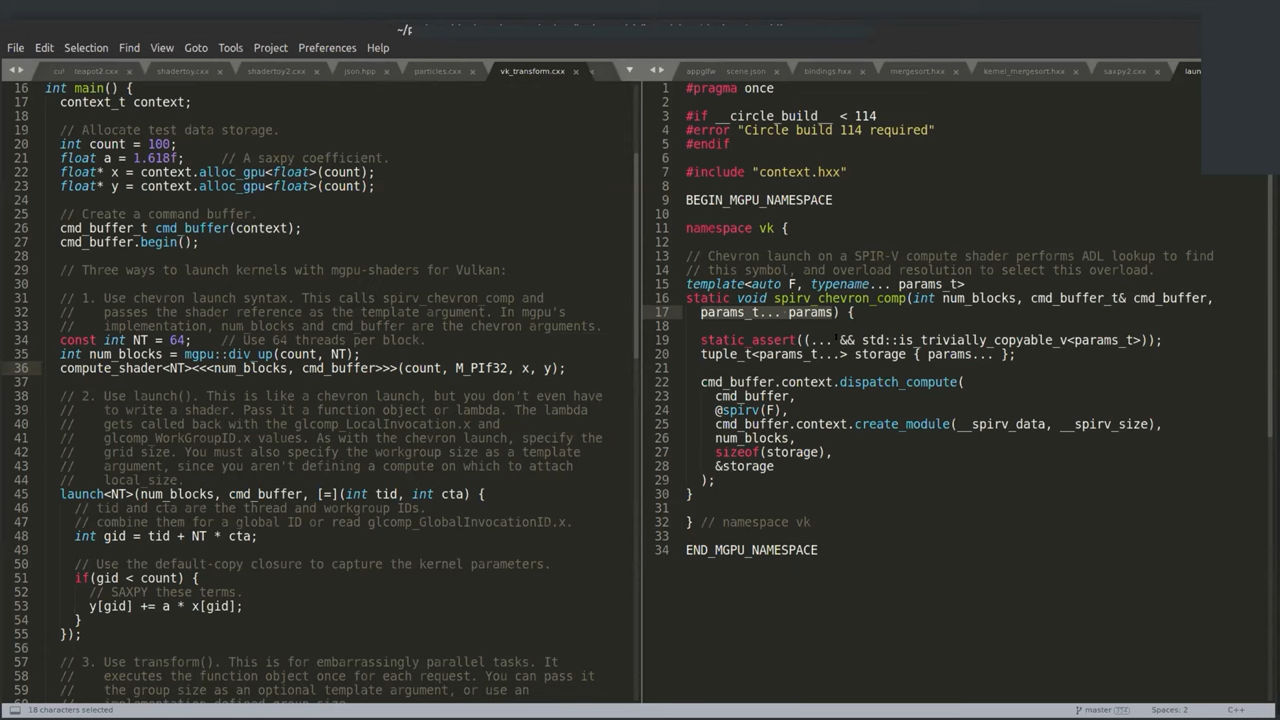 ~/p
File Edit Selection Find View Goto Tools Project Preferences Help
teapot2.cxx × shadertoy.cxx × shadertoy2.cxx × json.hpp × particles.cxx × vk_transform.cxx ×
appglfw scene.json × bindings.hxx × mergesort.hxx × kernel_mergesort.hxx × saxpy2.cxx × laun
16 int main() {
17 context_t context;
18
19 // Allocate test data storage.
20 int count = 100;
21 float a = 1.618f; // A saxpy coefficient.
22 float* x = context.alloc_gpu<float>(count);
23 float* y = context.alloc_gpu<float>(count);
24
25 // Create a command buffer.
26 cmd_buffer_t cmd_buffer(context);
27 cmd_buffer.begin();
28
29 // Three ways to launch kernels with mgpu-shaders for Vulkan:
30
31 // 1. Use chevron launch syntax. This calls spirv_chevron_comp and
32 // passes the shader reference as the template argument. In mgpu's
33 // implementation, num_blocks and cmd_buffer are the chevron arguments.
34 const int NT = 64; // Use 64 threads per block.
35 int num_blocks = mgpu::div_up(count, NT);
36 compute_shader<NT><<<num_blocks, cmd_buffer>>>(count, M_PIf32, x, y);
37
38 // 2. Use launch(). This is like a chevron launch, but you don't even have
39 // to write a shader. Pass it a function object or lambda. The lambda
40 // gets called back with the glcomp_LocalInvocation.x and
41 // glcomp_WorkGroupID.x values. As with the chevron launch, specify the
42 // grid size. You must also specify the workgroup size as a template
43 // argument, since you aren't defining a compute on which to attach
44 // local_size.
45 launch<NT>(num_blocks, cmd_buffer, [=](int tid, int cta) {
46 // tid and cta are the thread and workgroup IDs.
47 // combine them for a global ID or read glcomp_GlobalInvocationID.x.
48 int gid = tid + NT * cta;
49
50 // Use the default-copy closure to capture the kernel parameters.
51 if(gid < count) {
52 // SAXPY these terms.
53 y[gid] += a * x[gid];
54 }
55 });
56
57 // 3. Use transform(). This is for embarrassingly parallel tasks. It
58 // executes the function object once for each request. You can pass it
59 // the group size as an optional template argument, or use an
1 #pragma once
2
3 #if __circle_build__ < 114
4 #error "Circle build 114 required"
5 #endif
6
7 #include "context.hxx"
8
9 BEGIN_MGPU_NAMESPACE
10
11 namespace vk {
12
13 // Chevron launch on a SPIR-V compute shader performs ADL lookup to find
14 // this symbol, and overload resolution to select this overload.
15 template<auto F, typename... params_t>
16 static void spirv_chevron_comp(int num_blocks, cmd_buffer_t& cmd_buffer,
17 params_t... params) {
18
19 static_assert((... && std::is_trivially_copyable_v<params_t>));
20 tuple_t<params_t...> storage { params... };
21
22 cmd_buffer.context.dispatch_compute(
23 cmd_buffer,
24 @spirv(F),
25 cmd_buffer.context.create_module(__spirv_data, __spirv_size),
26 num_blocks,
27 sizeof(storage),
28 &storage
29 );
30 }
31
32 } // namespace vk
33
34 END_MGPU_NAMESPACE
18 characters selected
master 114 Spaces: 2 C++